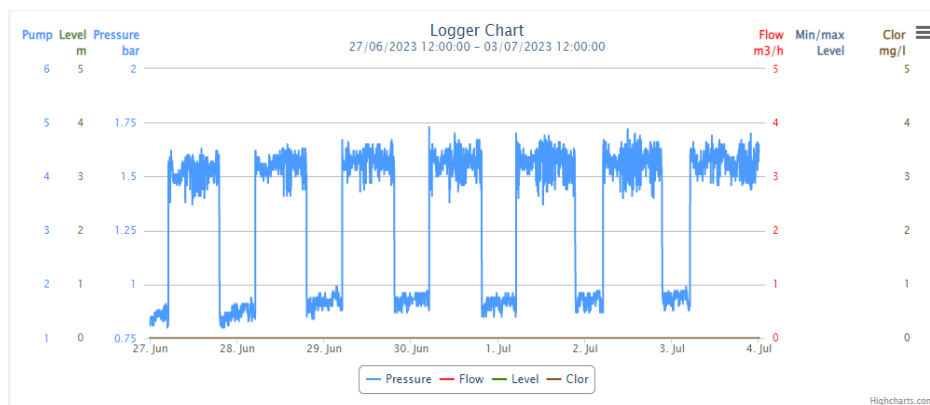 Logger Chart
27/06/2023 12:00:00 – 03/07/2023 12:00:00
Pump Level Pressure Flow Min/max Clor
m bar m3/h Level mg/l
6 5 2 5 5
5 4 1.75 4 4
4 3 1.5 3 3
3 2 1.25 2 2
2 1 1 1 1
1 0 0.75 0 0
27. Jun 28. Jun 29. Jun 30. Jun 1. Jul 2. Jul 3. Jul 4. Jul
Pressure Flow Level Clor
Highcharts.com